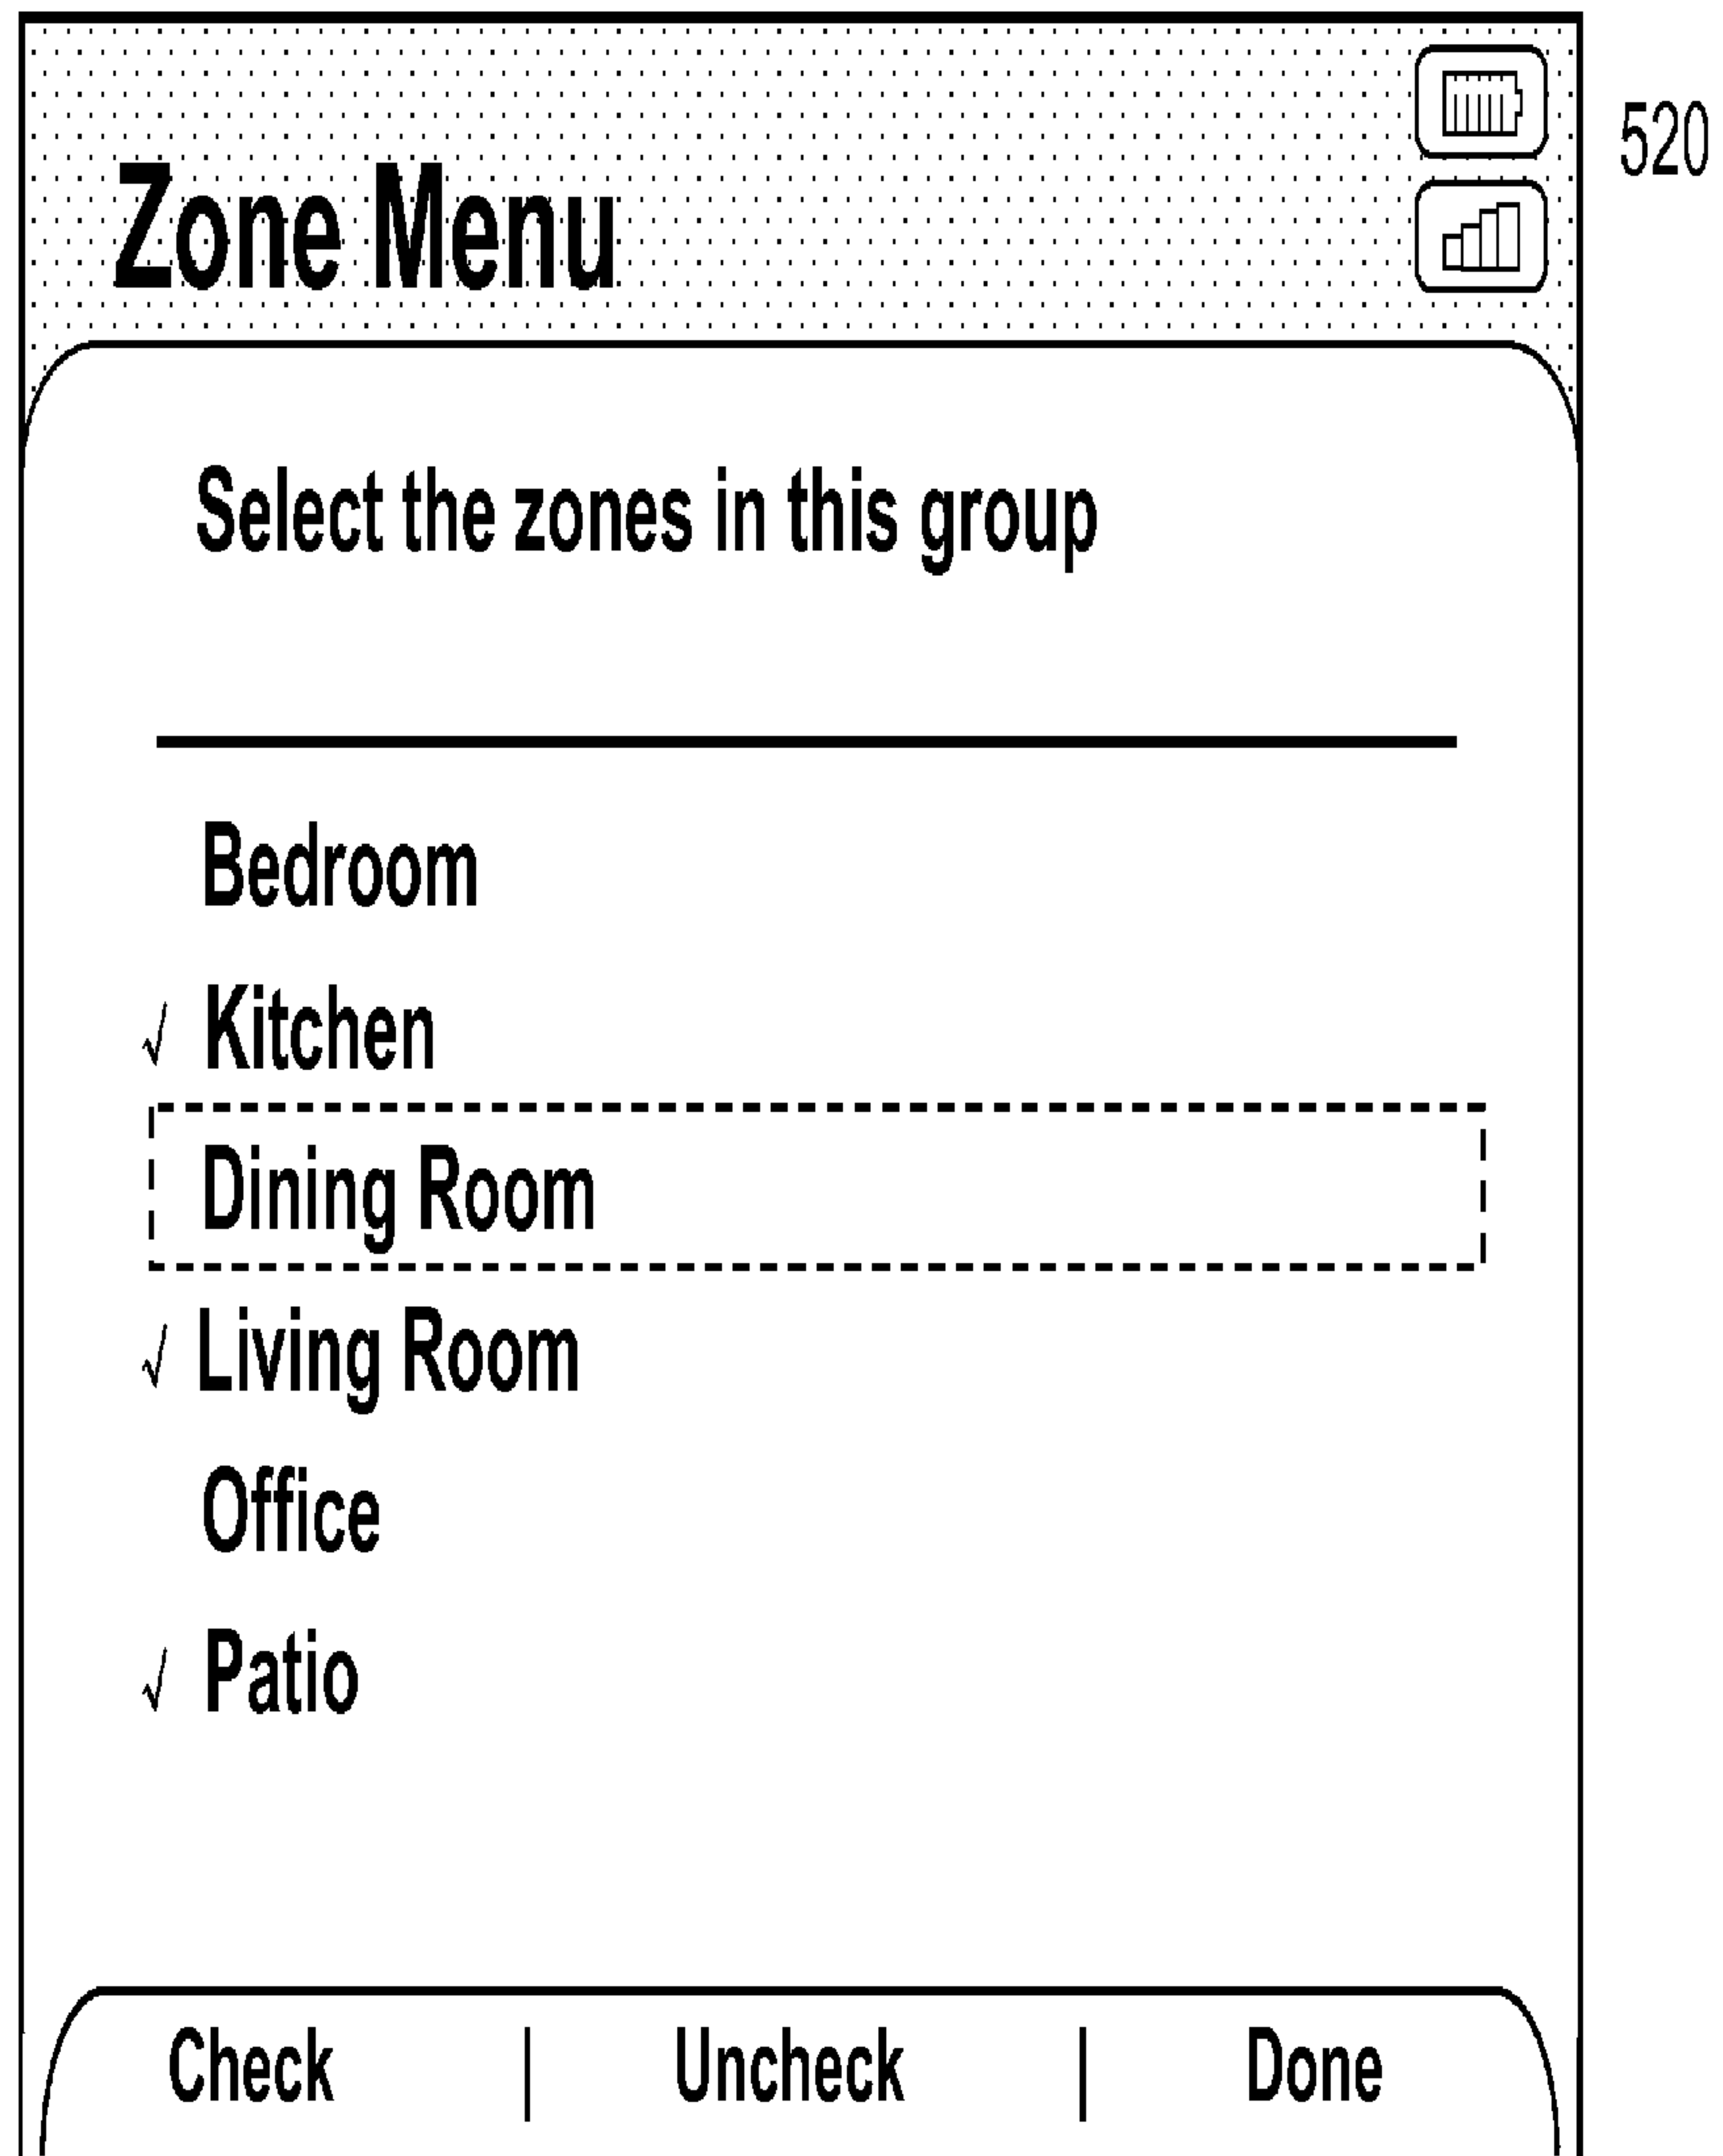 520
Zone Menu
Select the zones in this group
Bedroom
√ Kitchen
Dining Room
√ Living Room
Office
√ Patio
Check | Uncheck | Done